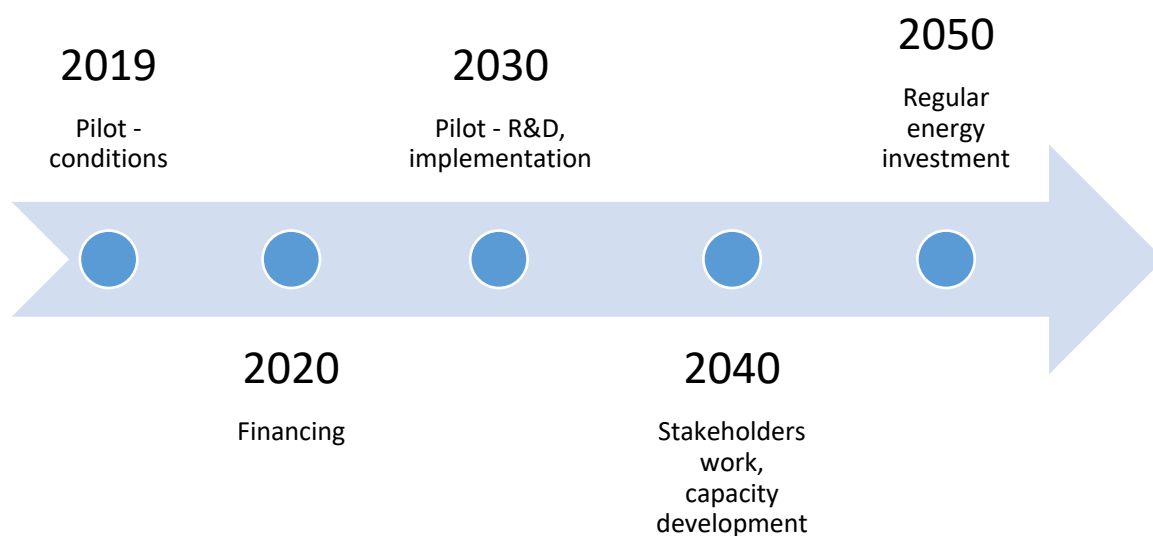 2019
Pilot -
conditions
2020
Financing
2030
Pilot - R&D,
implementation
2040
Stakeholders
work,
capacity
development
2050
Regular
energy
investment